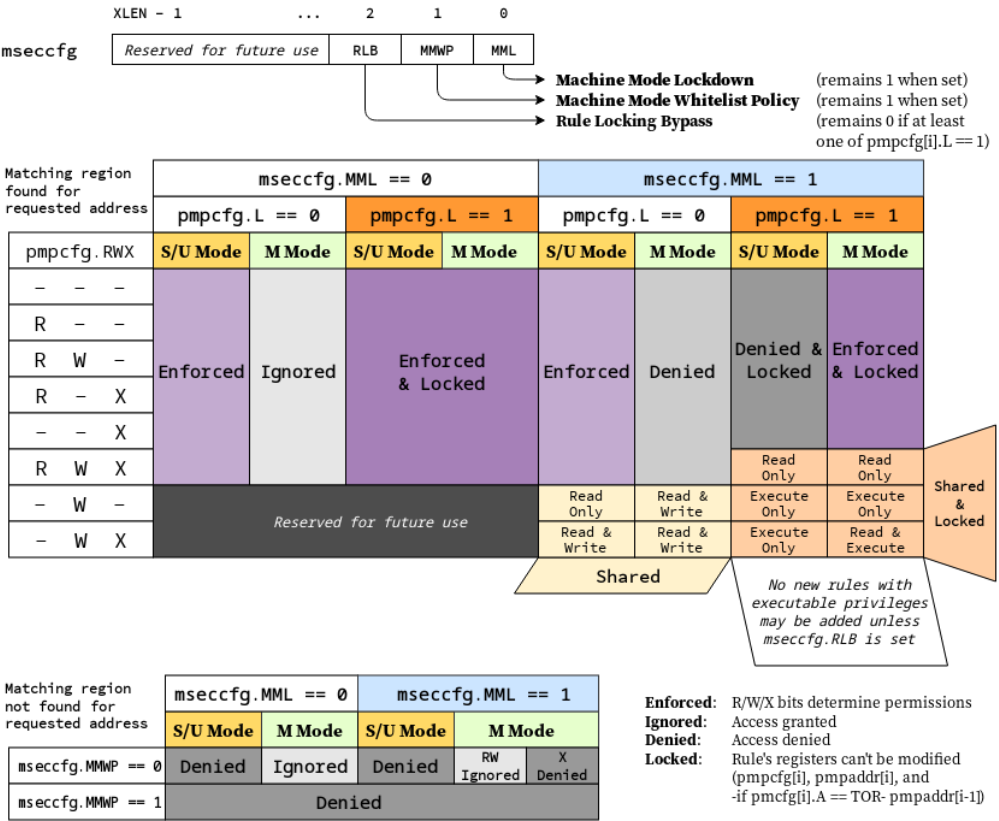 XLEN – 1 ... 2 1 0
mseccfg Reserved for future use RLB MMWP MML
Machine Mode Lockdown (remains 1 when set)
Machine Mode Whitelist Policy (remains 1 when set)
Rule Locking Bypass (remains 0 if at least
one of pmpcfg[i].L == 1)
Matching region
found for
requested address
mseccfg.MML == 0 mseccfg.MML == 1
pmpcfg.L == 0 pmpcfg.L == 1 pmpcfg.L == 0 pmpcfg.L == 1
pmpcfg.RWX S/U Mode M Mode S/U Mode M Mode S/U Mode M Mode S/U Mode M Mode
– – –
R – –
R W –
R – X
– – X
R W X
– W –
– W X
Enforced
Ignored
Enforced
& Locked
Enforced
Denied
Denied &
Locked
Enforced
& Locked
Read
Only
Read
Only
Reserved for future use
Read
Only
Read &
Write
Execute
Only
Execute
Only
Read &
Write
Read &
Write
Execute
Only
Read &
Execute
Shared
&
Locked
Shared
No new rules with
executable privileges
may be added unless
mseccfg.RLB is set
Matching region
not found for
requested address
mseccfg.MML == 0 mseccfg.MML == 1
S/U Mode M Mode S/U Mode M Mode
mseccfg.MMWP == 0 Denied Ignored Denied
RW
Ignored
X
Denied
mseccfg.MMWP == 1 Denied
Enforced: R/W/X bits determine permissions
Ignored: Access granted
Denied: Access denied
Locked: Rule's registers can't be modified
(pmpcfg[i], pmpaddr[i], and
-if pmcfg[i].A == TOR- pmpaddr[i-1])